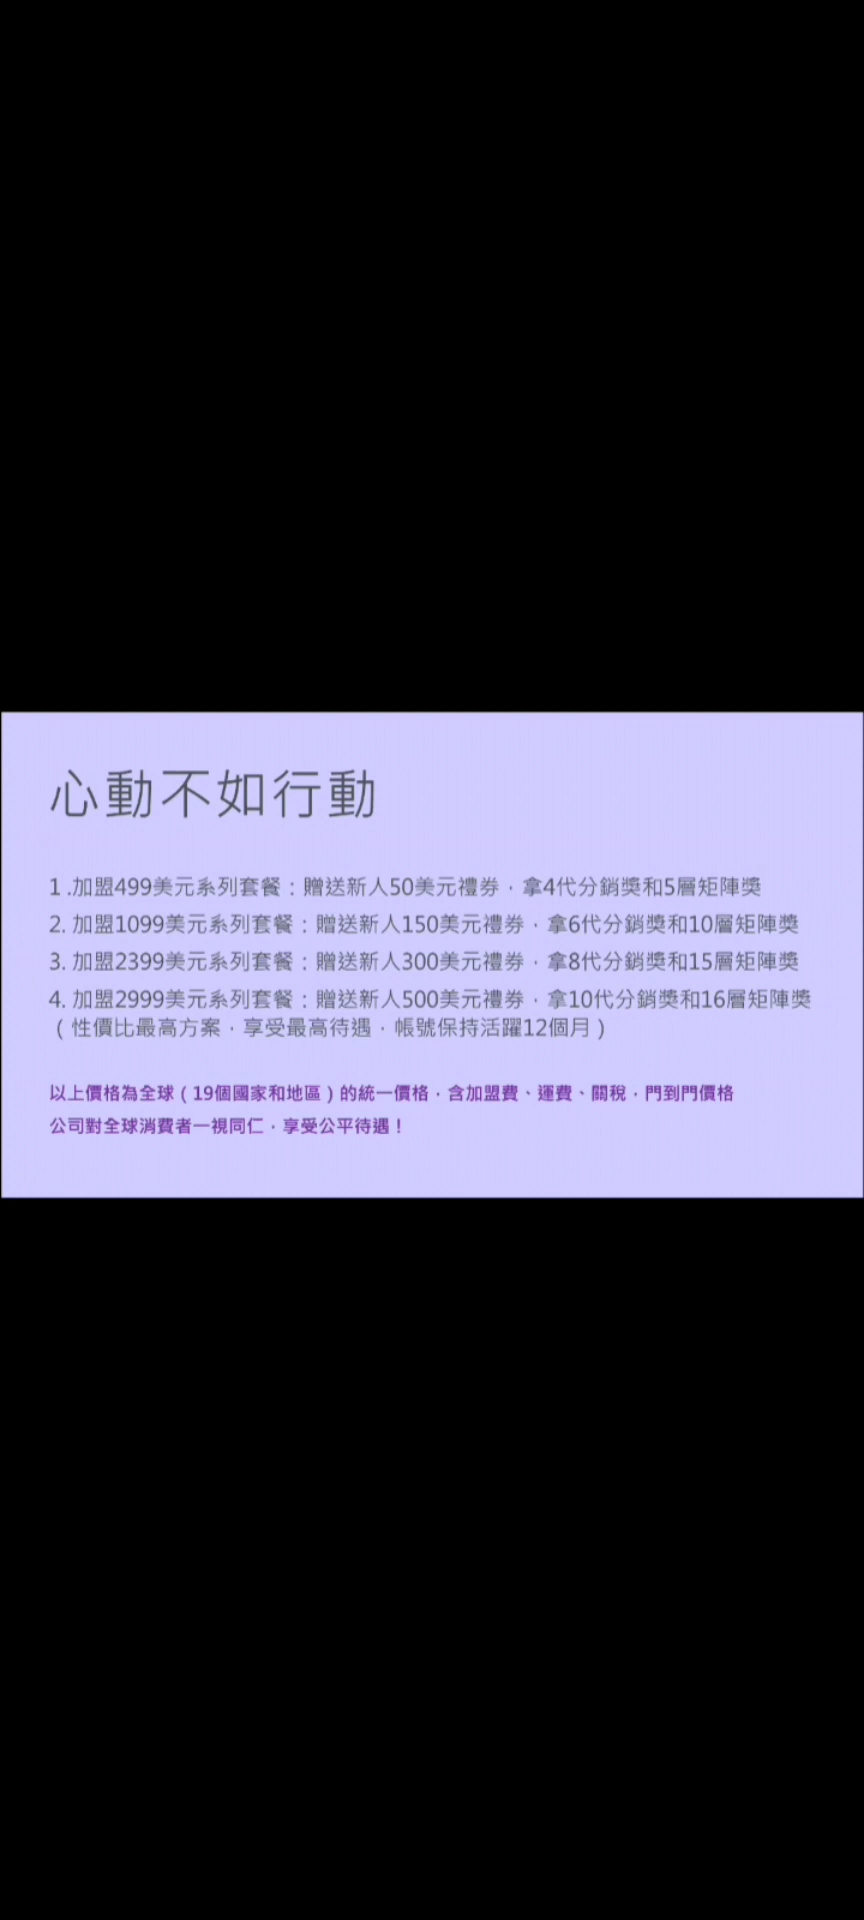 心動不如行動
1 .加盟499美元系列套餐：贈送新人50美元禮券，拿4代分銷獎和5層矩陣獎
2. 加盟1099美元系列套餐：贈送新人150美元禮券，拿6代分銷獎和10層矩陣獎
3. 加盟2399美元系列套餐：贈送新人300美元禮券，拿8代分銷獎和15層矩陣獎
4. 加盟2999美元系列套餐：贈送新人500美元禮券，拿10代分銷獎和16層矩陣獎
（性價比最高方案，享受最高待遇，帳號保持活躍12個月）
以上價格為全球（19個國家和地區）的統一價格，含加盟費、運費、關稅，門到門價格
公司對全球消費者一視同仁，享受公平待遇！